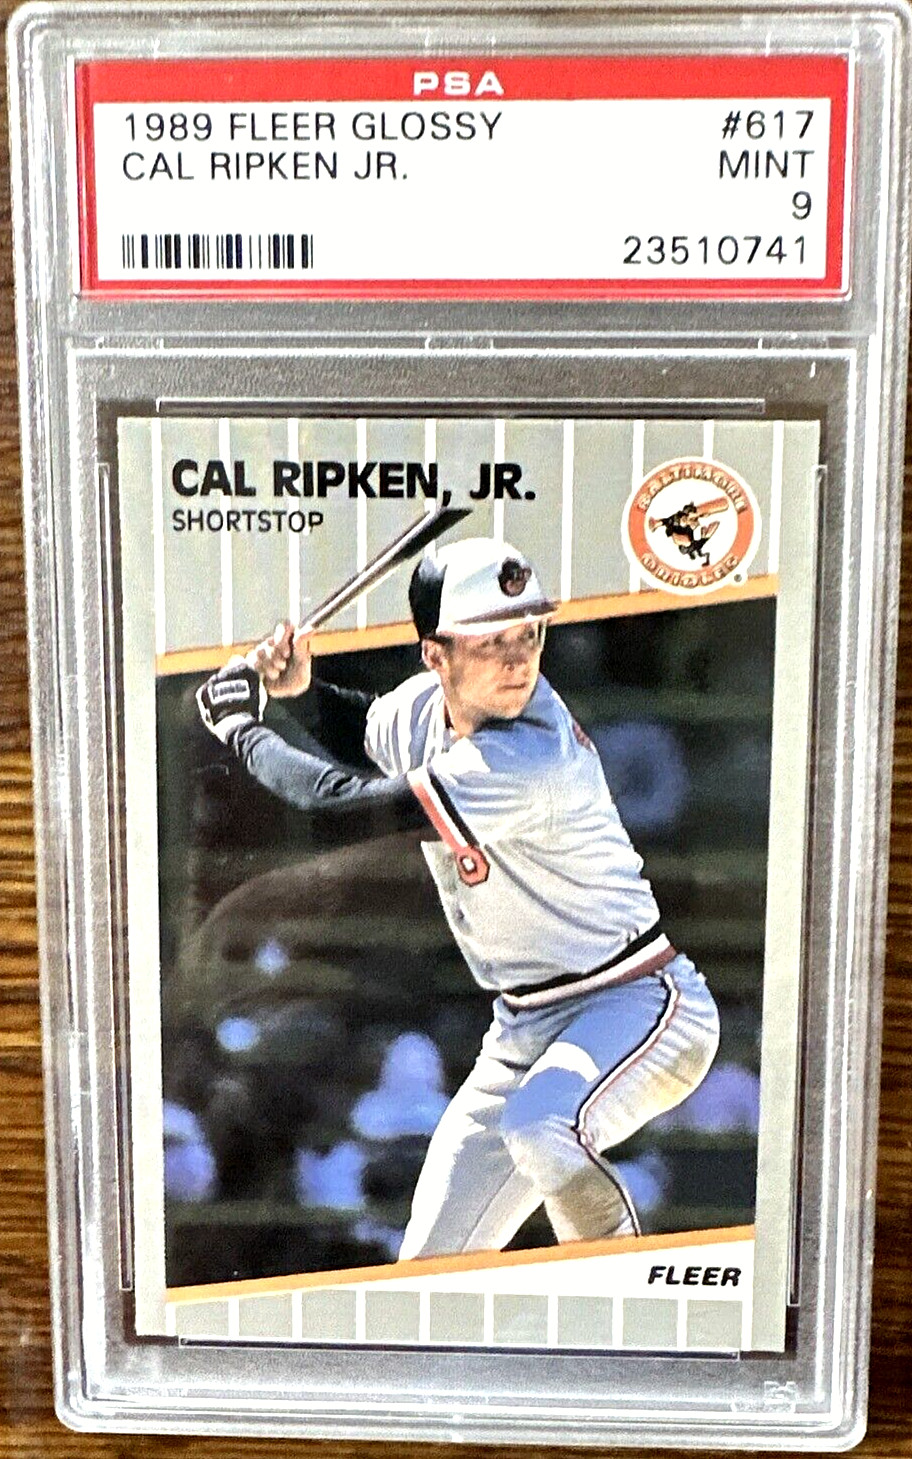 PSA
1989 FLEER GLOSSY #617
CAL RIPKEN JR. MINT
9
23510741
CAL RIPKEN, JR.
SHORTSTOP
BALTIMORE
ORIOLES
®
FLEER